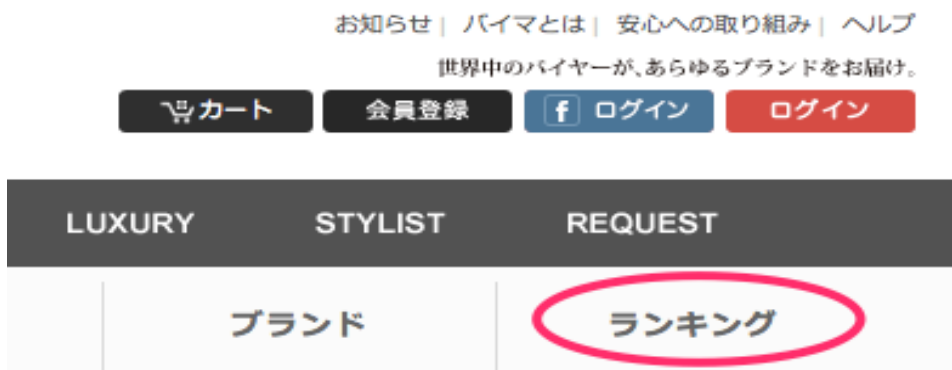 お知らせ | バイマとは | 安心への取り組み | ヘルプ
世界中のバイヤーが、あらゆるブランドをお届け。
カート 会員登録 f ログイン ログイン
LUXURY STYLIST REQUEST
ブランド ランキング